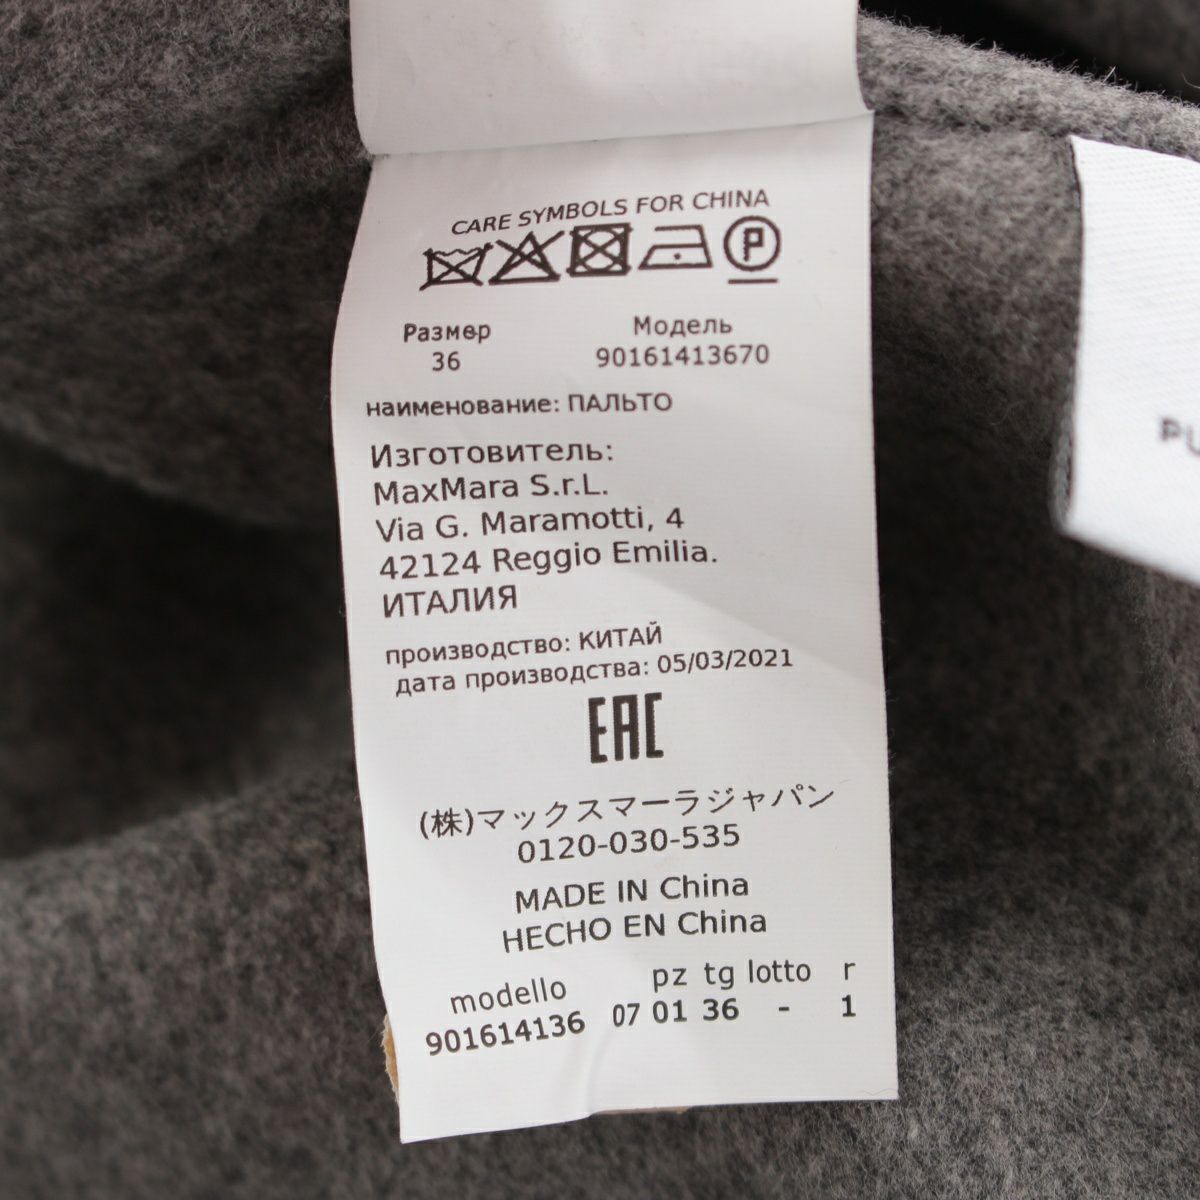 CARE SYMBOLS FOR CHINA
P
Размер Модель
36 90161413670
наименование: ПАЛЬТО
Изготовитель:
MaxMara S.r.L.
Via G. Maramotti, 4
42124 Reggio Emilia.
ИТАЛИЯ
производство: КИТАЙ
дата производства: 05/03/2021
EAC
(株)マックスマーラジャパン
0120-030-535
MADE IN China
HECHO EN China
modello pz tg lotto r
901614136 07 01 36 - 1